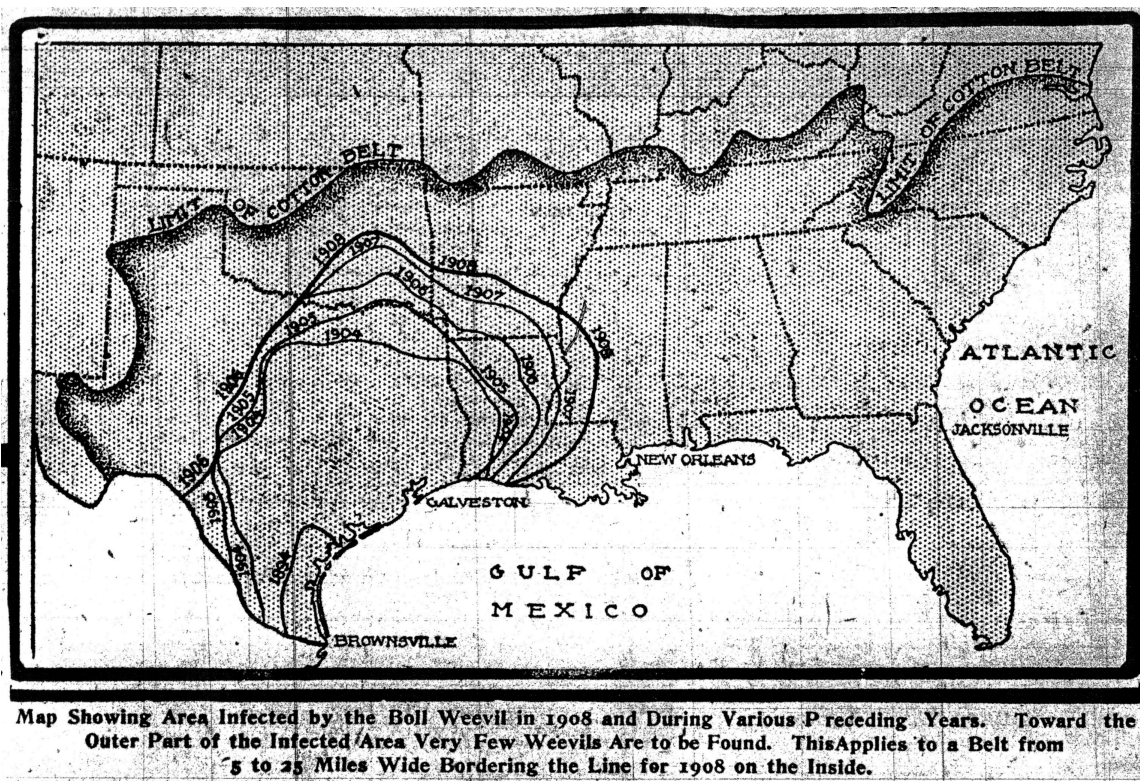 LIMIT OF COTTON BELT
LIMIT OF COTTON BELT
1908
1907
1908
1906
1907
1905
1904
1908
1906
1905
1907
1906
1905
1906
1904
1894
ATLANTIC
OCEAN
JACKSONVILLE
NEW ORLEANS
GALVESTON
GULF OF
MEXICO
BROWNSVILLE
Map Showing Area Infected by the Boll Weevil in 1908 and During Various P receding Years. Toward the
Outer Part of the Infected Area Very Few Weevils Are to be Found. ThisApplies to a Belt from
5 to 25 Miles Wide Bordering the Line for 1908 on the Inside.